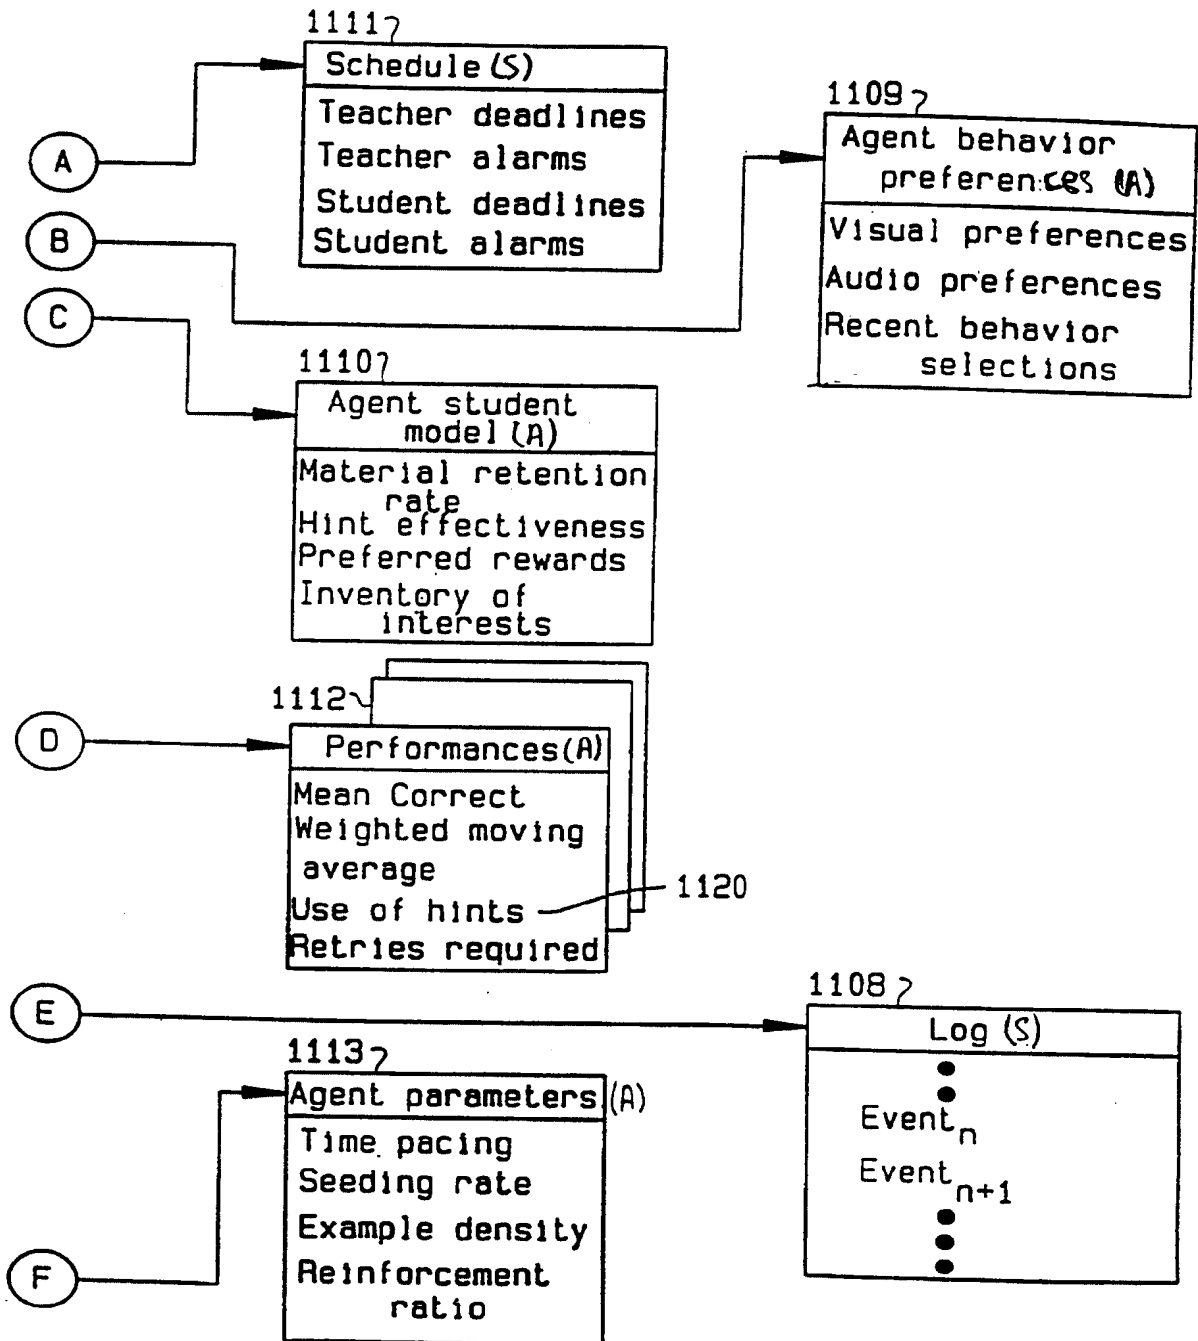 1111
Schedule (S)
Teacher deadlines
Teacher alarms
Student deadlines
Student alarms
A
B
C
1109
Agent behavior
preferences (A)
Visual preferences
Audio preferences
Recent behavior
selections
1110
Agent student
model (A)
Material retention
rate
Hint effectiveness
Preferred rewards
Inventory of
interests
D
1112
Performances (A)
Mean Correct
Weighted moving
average
Use of hints
1120
Retries required
E
1108
Log (S)
Event n
Event n+1
1113
Agent parameters (A)
Time pacing
Seeding rate
Example density
Reinforcement
ratio
F